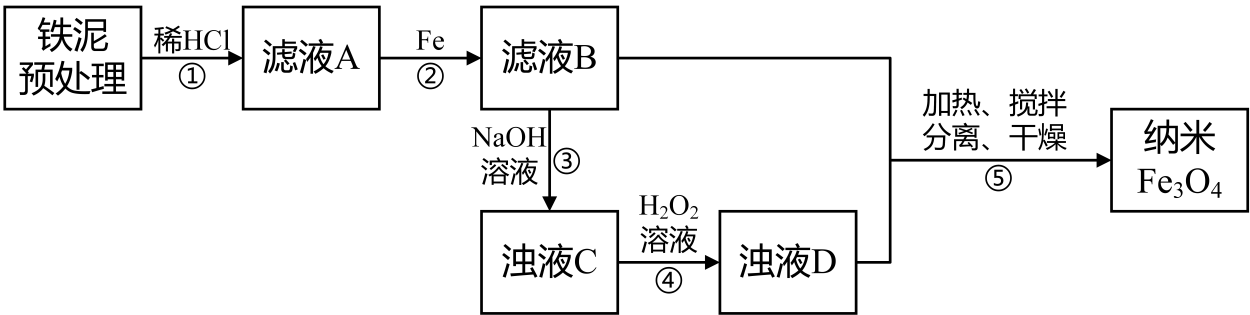 铁泥
预处理
稀HCl
①
滤液A
Fe
②
滤液B
NaOH
溶液
③
浊液C
H₂O₂
溶液
④
浊液D
加热、搅拌
分离、干燥
⑤
纳米
Fe₃O₄